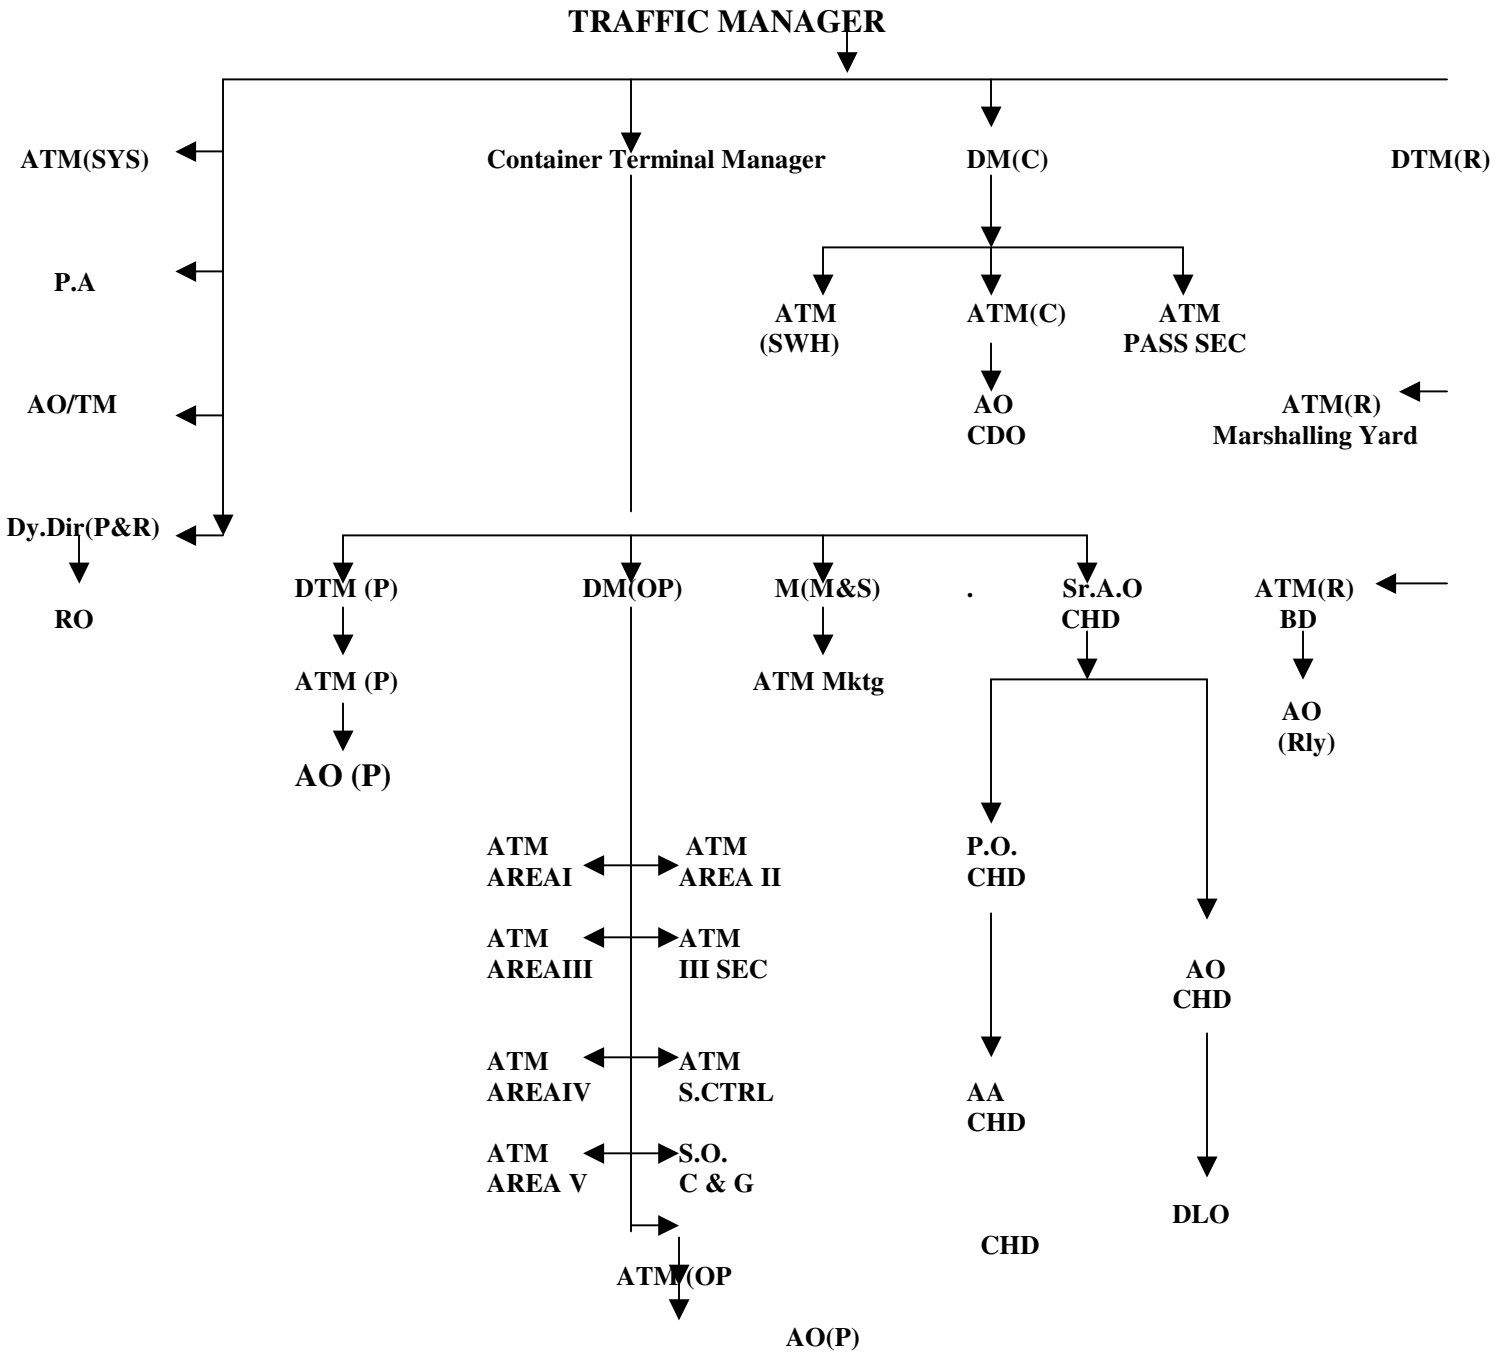 TRAFFIC MANAGER
ATM(SYS)
Container Terminal Manager
DM(C)
DTM(R)
P.A
ATM
(SWH)
ATM(C)
ATM
PASS SEC
AO/TM
AO
CDO
ATM(R)
Marshalling Yard
Dy.Dir(P&R)
RO
DTM (P)
DM(OP)
M(M&S)
.
Sr.A.O
CHD
ATM(R)
BD
ATM (P)
ATM Mktg
AO
(Rly)
AO (P)
ATM
AREAI
ATM
AREA II
P.O.
CHD
ATM
AREAIII
ATM
III SEC
AO
CHD
ATM
AREAIV
ATM
S.CTRL
AA
CHD
ATM
AREA V
S.O.
C & G
DLO
CHD
ATM (OP
AO(P)